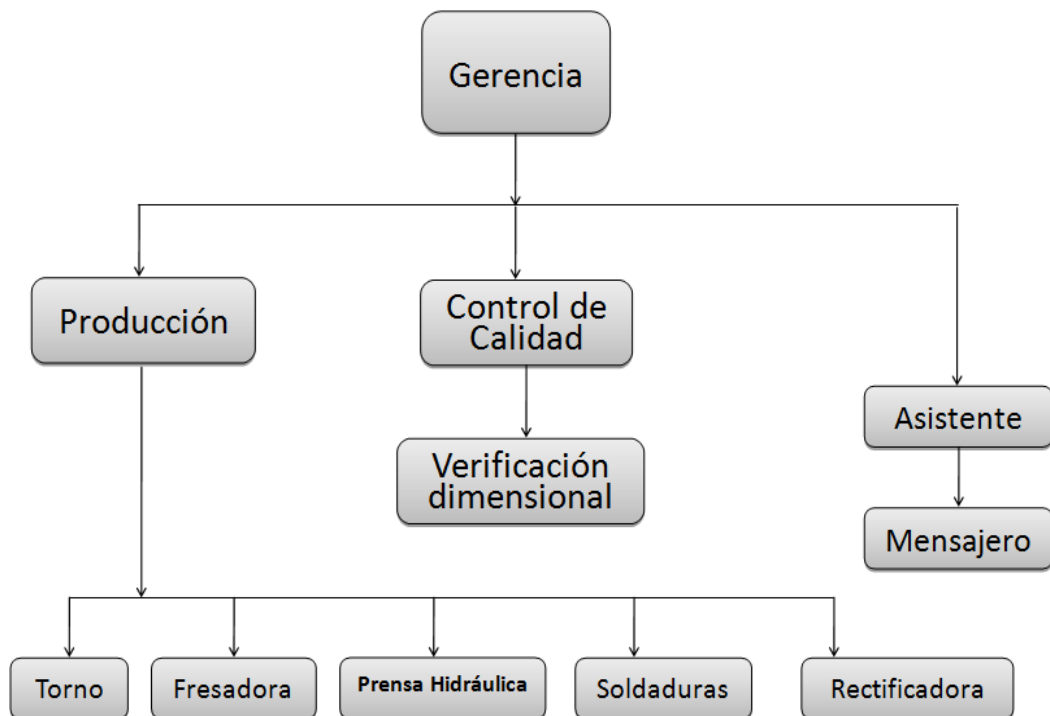 Gerencia
Producción
Control de
Calidad
Asistente
Verificación
dimensional
Mensajero
Torno
Fresadora
Prensa Hidráulica
Soldaduras
Rectificadora